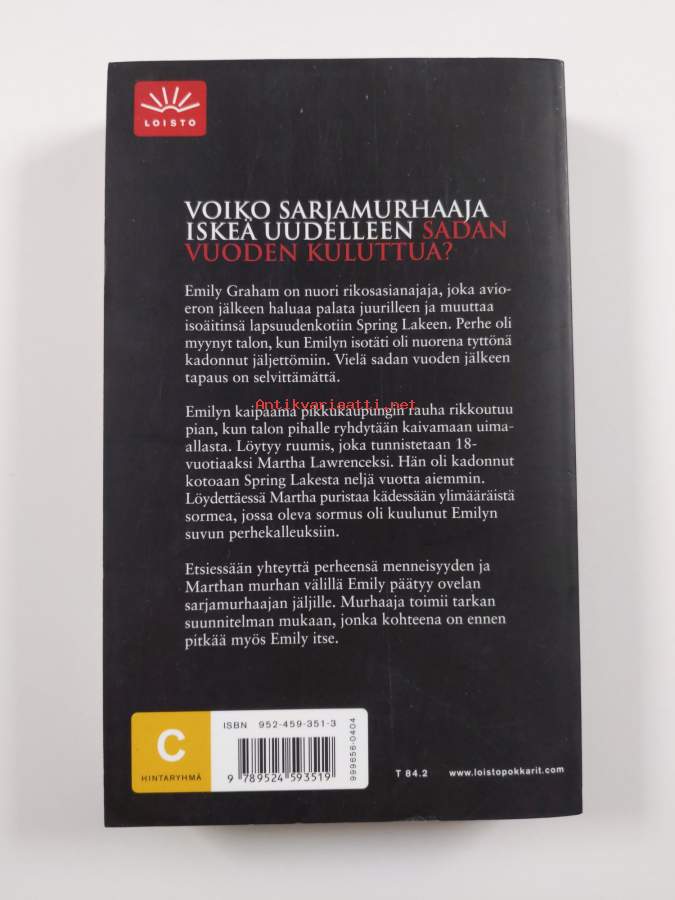 LOISTO
VOIKO SARJAMURHAAJA
ISKEÄ UUDELLEEN SADAN
VUODEN KULUTTUA?
Emily Graham on nuori rikosasianajaja, joka avio-
eron jälkeen haluaa palata juurilleen ja muuttaa
isoäitinsä lapsuudenkotiin Spring Lakeen. Perhe oli
myynyt talon, kun Emilyn isotäti oli nuorena tyttönä
kadonnut jäljettömiin. Vielä sadan vuoden jälkeen
tapaus on selvittämättä.
Antikvariaatti.net
Emilyn kaipaama pikkukaupungin rauha rikkoutuu
pian, kun talon pihalle ryhdytään kaivamaan uima-
allasta. Löytyy ruumis, joka tunnistetaan 18-
vuotiaaksi Martha Lawrenceksi. Hän oli kadonnut
kotoaan Spring Lakesta neljä vuotta aiemmin.
Löydettäessä Martha puristaa kädessään ylimääräistä
sormea, jossa oleva sormus oli kuulunut Emilyn
suvun perhekalleuksiin.
Etsiessään yhteyttä perheensä menneisyyden ja
Marthan murhan välillä Emily päätyy ovelan
sarjamurhaajan jäljille. Murhaaja toimii tarkan
suunnitelman mukaan, jonka kohteena on ennen
pitkää myös Emily itse.
C
HINTARYHMÄ
ISBN 952-459-351-3
9 789524 593519
999656-0404
T 84.2
www.loistopokkarit.com